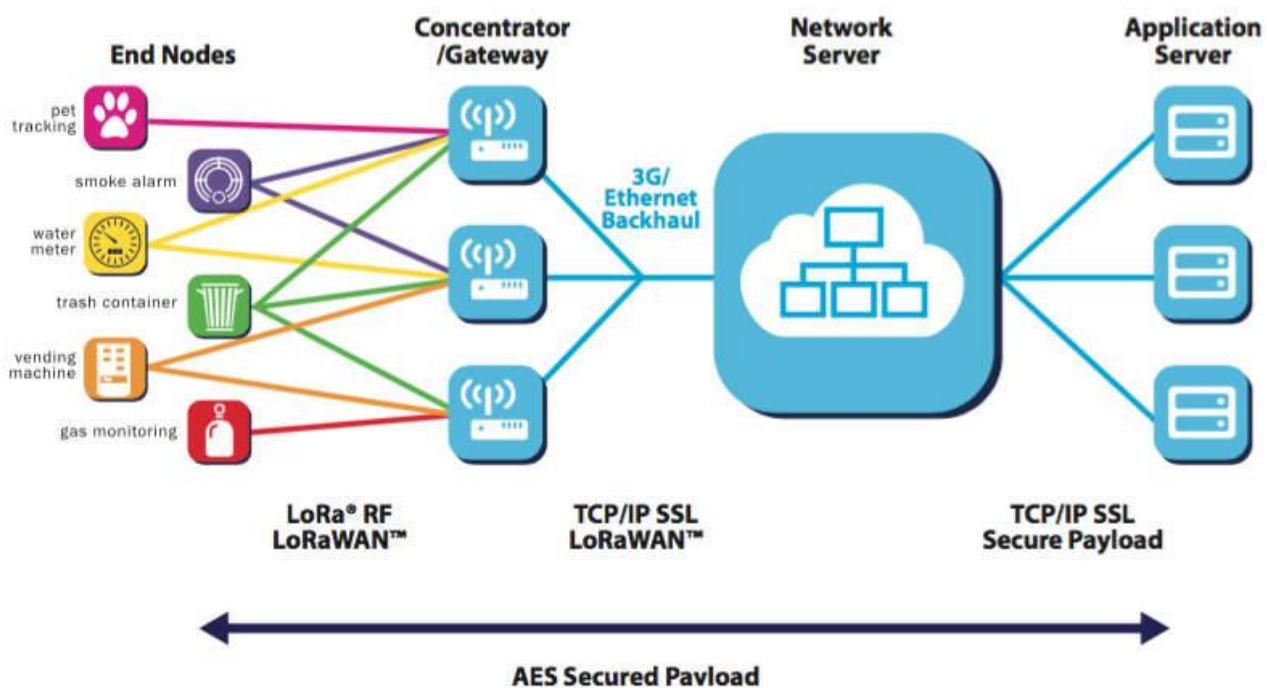 End Nodes
Concentrator
/Gateway
Network
Server
Application
Server
pet
tracking
smoke alarm
water
meter
trash container
vending
machine
gas monitoring
3G/
Ethernet
Backhaul
LoRa® RF
LoRaWAN™
TCP/IP SSL
LoRaWAN™
TCP/IP SSL
Secure Payload
AES Secured Payload